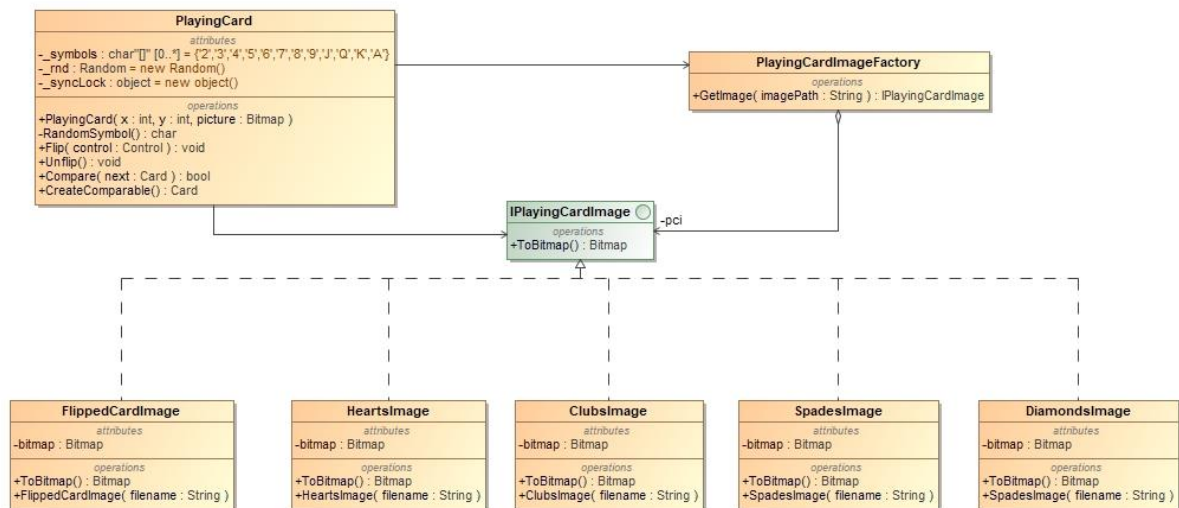 PlayingCard
attributes
-_symbols : char"[]" [0..*] = {'2','3','4','5','6','7','8','9','J','Q','K','A'}
-_rnd : Random = new Random()
-_syncLock : object = new object()
operations
+PlayingCard( x : int, y : int, picture : Bitmap )
-RandomSymbol() : char
+Flip( control : Control ) : void
+Unflip() : void
+Compare( next : Card ) : bool
+CreateComparable() : Card
PlayingCardImageFactory
operations
+GetImage( imagePath : String ) : IPlayingCardImage
IPlayingCardImage
operations
+ToBitmap() : Bitmap
-pci
FlippedCardImage
attributes
-bitmap : Bitmap
operations
+ToBitmap() : Bitmap
+FlippedCardImage( filename : String )
HeartsImage
attributes
-bitmap : Bitmap
operations
+ToBitmap() : Bitmap
+HeartsImage( filename : String )
ClubsImage
attributes
-bitmap : Bitmap
operations
+ToBitmap() : Bitmap
+ClubsImage( filename : String )
SpadesImage
attributes
-bitmap : Bitmap
operations
+ToBitmap() : Bitmap
+SpadesImage( filename : String )
DiamondsImage
attributes
-bitmap : Bitmap
operations
+ToBitmap() : Bitmap
+SpadesImage( filename : String )